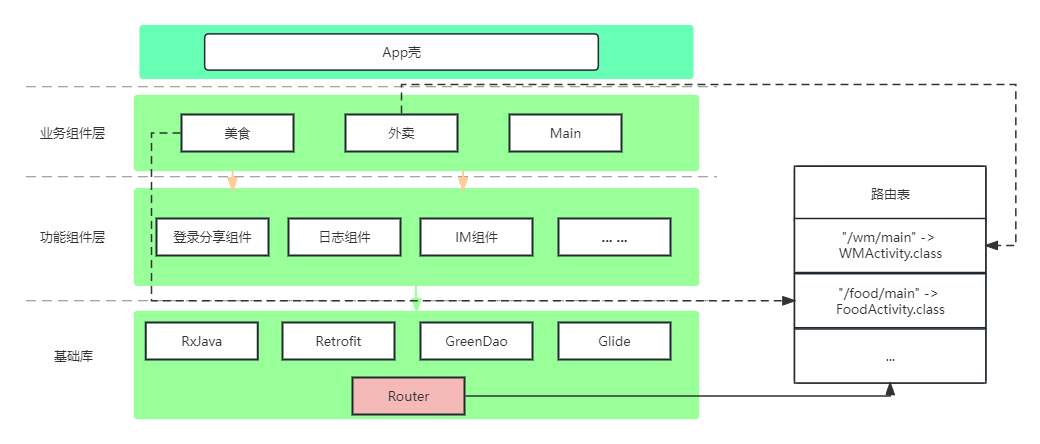 App壳
业务组件层
美食
外卖
Main
功能组件层
登录分享组件
日志组件
IM组件
... ...
基础库
RxJava
Retrofit
GreenDao
Glide
Router
路由表
"/wm/main" ->
WMActivity.class
"/food/main" ->
FoodActivity.class
...